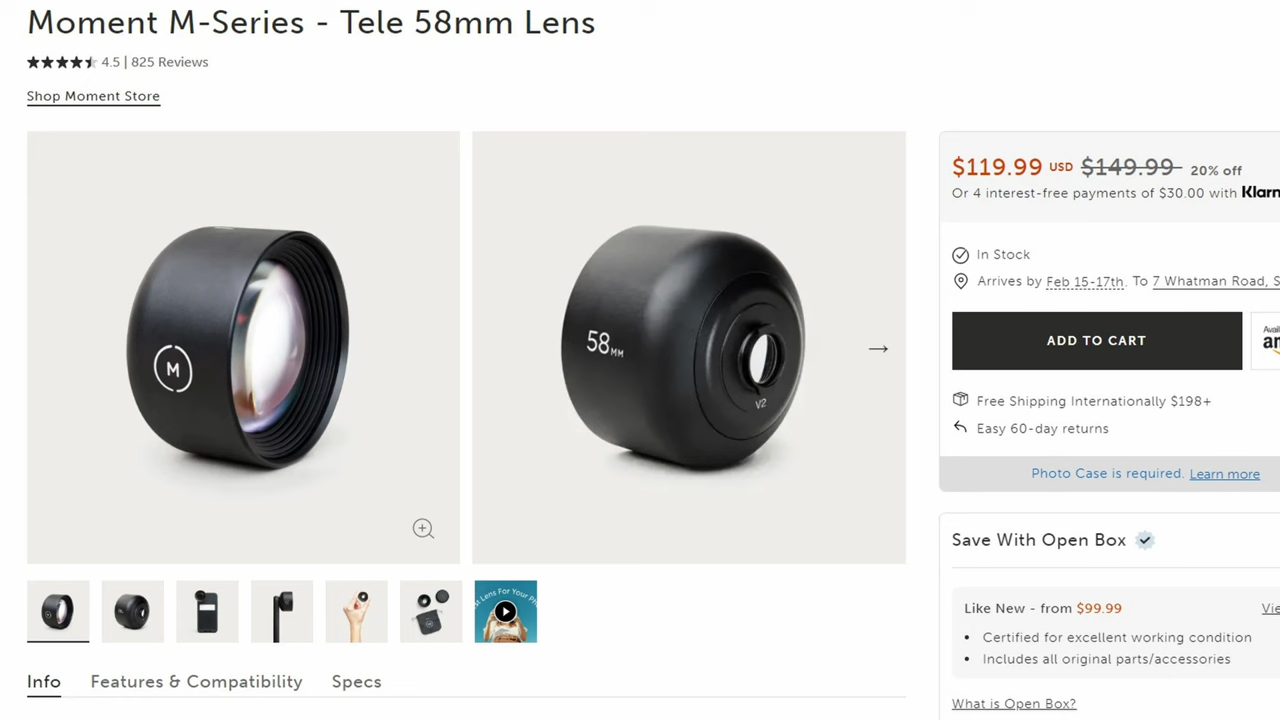 Moment M-Series - Tele 58mm Lens
4.5 | 825 Reviews
Shop Moment Store
M
58MM
V2
$119.99 USD $149.99 20% off
Or 4 interest-free payments of $30.00 with Klarn
In Stock
Arrives by Feb 15-17th. To 7 Whatman Road, S
ADD TO CART
Free Shipping Internationally $198+
Easy 60-day returns
Photo Case is required. Learn more
Save With Open Box
Like New - from $99.99
Certified for excellent working condition
Includes all original parts/accessories
What is Open Box?
Lens For Your
Info Features & Compatibility Specs